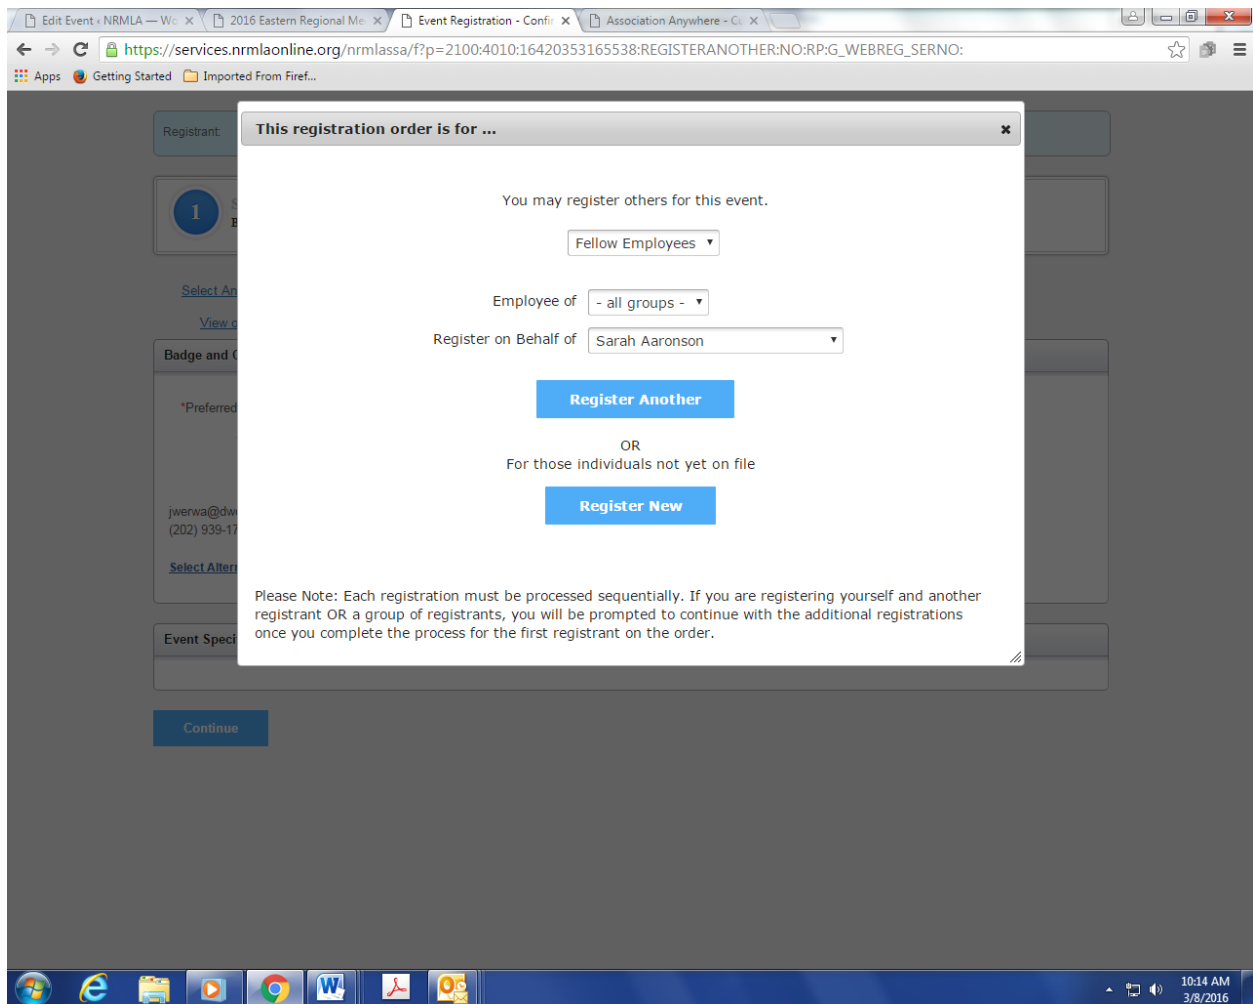 Edit Event ‹ NRMLA — Wo
2016 Eastern Regional Me
Event Registration - Confir
Association Anywhere - Cu
https://services.nrmlaonline.org/nrmlassa/f?p=2100:4010:16420353165538:REGISTERANOTHER:NO:RP:G_WEBREG_SERNO:
Apps Getting Started Imported From Firef...
Registrant:
This registration order is for ...
1
You may register others for this event.
Fellow Employees
Select An
Employee of - all groups -
View
Register on Behalf of Sarah Aaronson
Badge and
*Preferred
Register Another
OR
For those individuals not yet on file
Register New
jwerwa@dw
(202) 939-17
Select Alter
Please Note: Each registration must be processed sequentially. If you are registering yourself and another
registrant OR a group of registrants, you will be prompted to continue with the additional registrations
once you complete the process for the first registrant on the order.
Event Speci
Continue
10:14 AM
3/8/2016